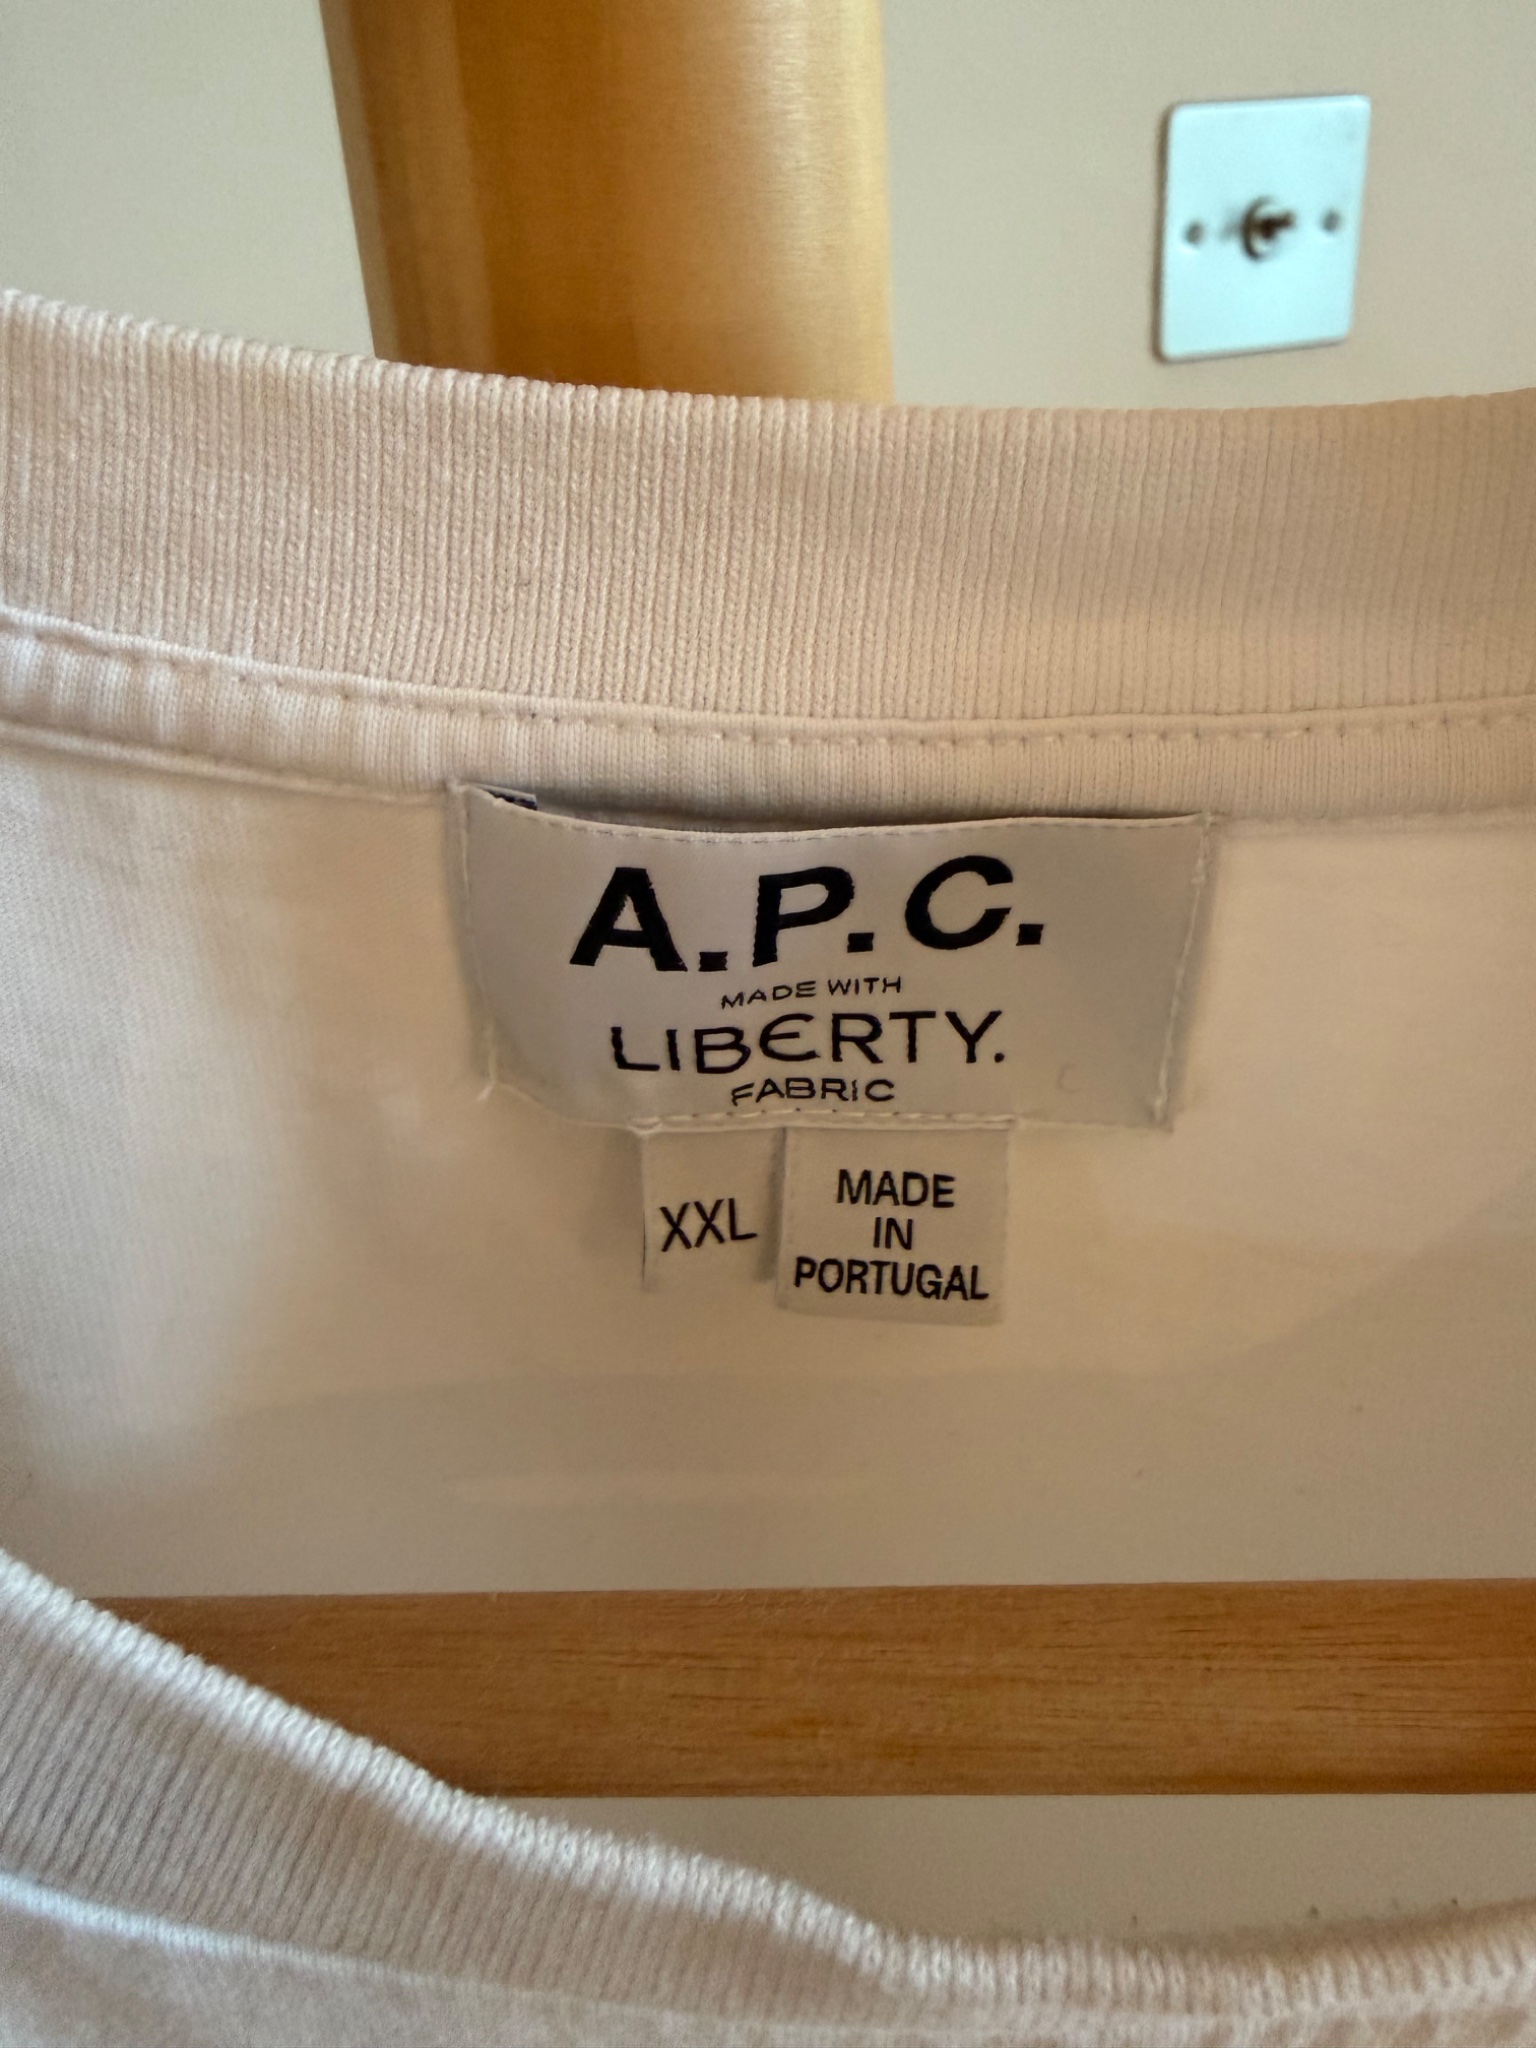 A.P.C.
MADE WITH
LIBERTY.
FABRIC
XXL
MADE
IN
PORTUGAL